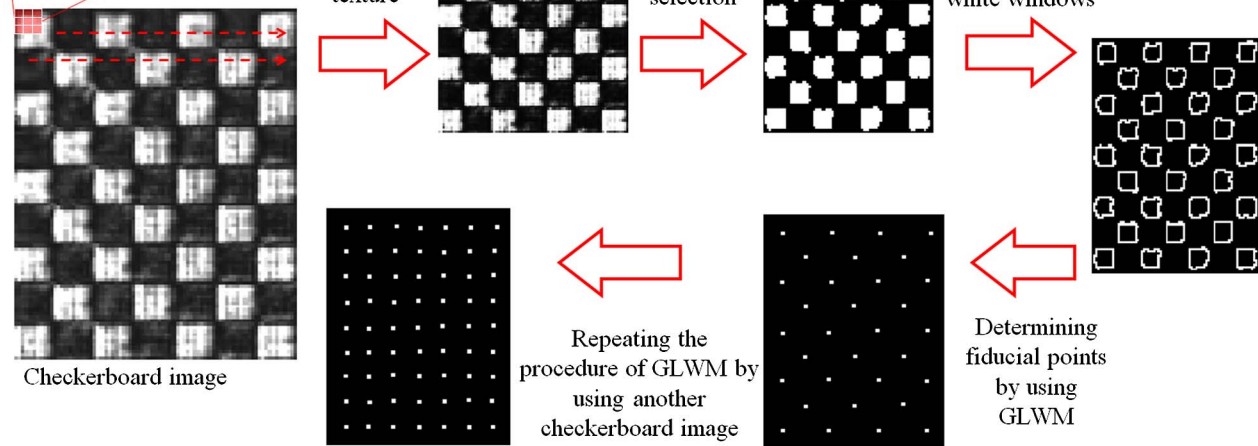 texture
selection
white windows
Checkerboard image
Repeating the
procedure of GLWM by
using another
checkerboard image
Determining
fiducial points
by using
GLWM